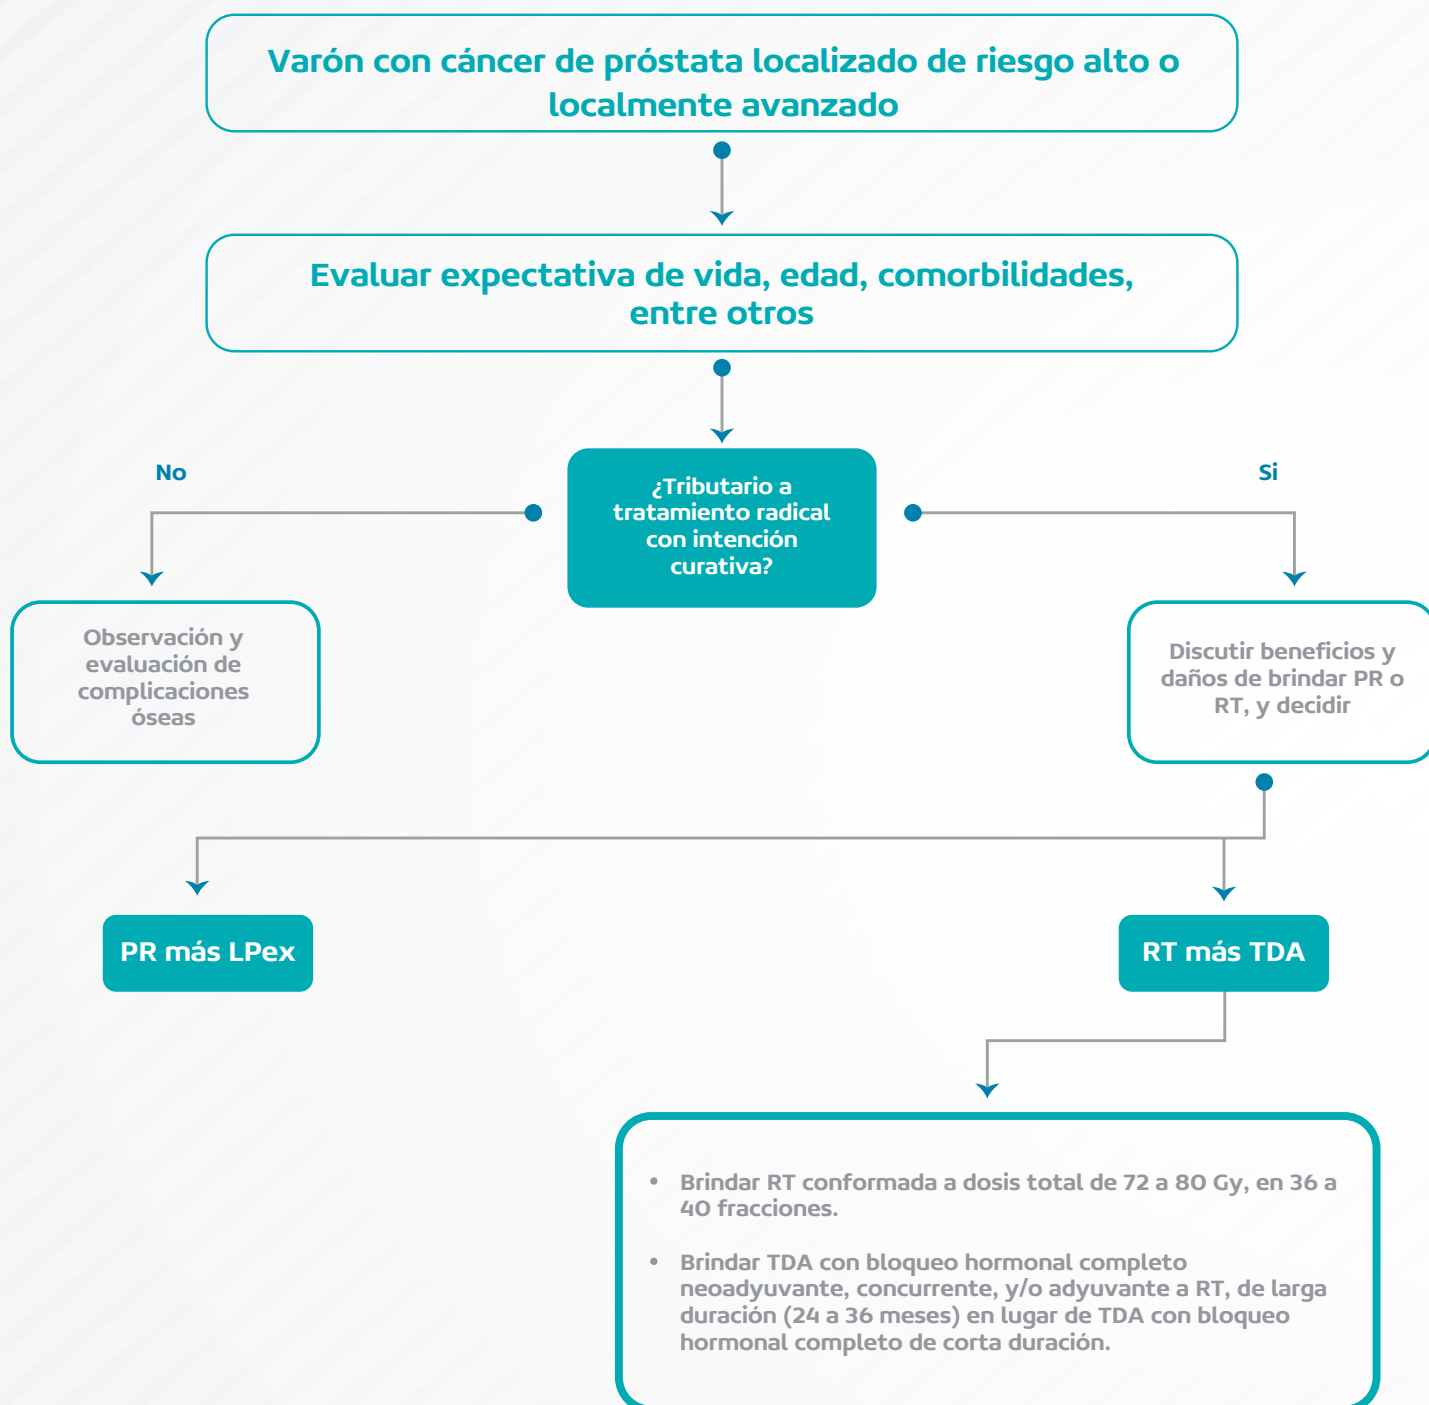 Varón con cáncer de próstata localizado de riesgo alto o
localmente avanzado
Evaluar expectativa de vida, edad, comorbilidades,
entre otros
No
¿Tributario a
tratamiento radical
con intención
curativa?
Si
Observación y
evaluación de
complicaciones
óseas
Discutir beneficios y
daños de brindar PR o
RT, y decidir
PR más LPex
RT más TDA
• Brindar RT conformada a dosis total de 72 a 80 Gy, en 36 a
40 fracciones.
• Brindar TDA con bloqueo hormonal completo
neoadyuvante, concurrente, y/o adyuvante a RT, de larga
duración (24 a 36 meses) en lugar de TDA con bloqueo
hormonal completo de corta duración.